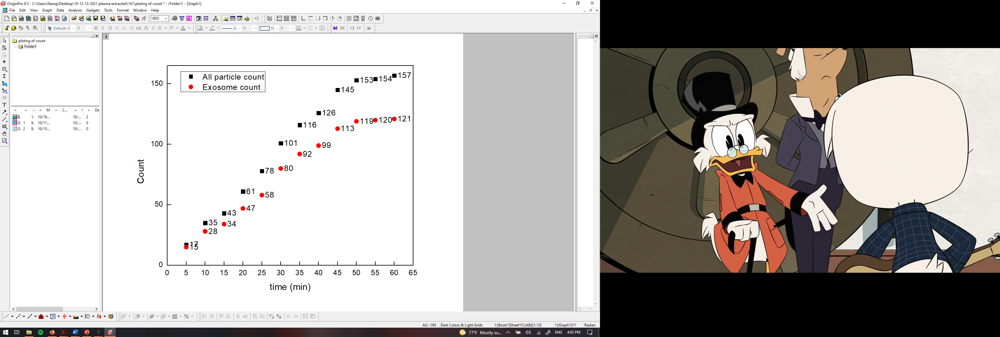 OriginPro 8.5 - C:\Users\Nareg\Desktop\10-12-13-2021 plasma extracted\161\ploting of count * - /Folder1/ - [Graph1]
File Edit View Graph Data Analysis Gadgets Tools Format Window Help
100%
Default: A 0 B I U 0 N 0
ploting of count
Folder1
M C... De
B. 1. 10/18... 10/... 2
G 1 9. 10/11... 10/... 0
G 2 9. 10/15... 10/... 0
1
All particle count
Exosome count
150
100
50
0
Count
17
35
43
61
78
101
116
126
145
153
154
157
15
28
34
47
58
80
92
99
113
119
120
121
0 5 10 15 20 25 30 35 40 45 50 55 60 65
time (min)
AU : ON Dark Colors & Light Grids 1:[Book1]Sheet1!Col(B)[1:13] 1:[Graph1]1!1 Radian
77°F Mostly su... ENG 4:02 PM